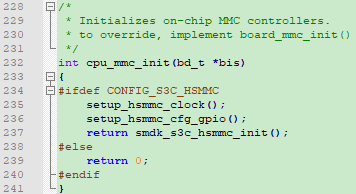 228 /*
229  * Initializes on-chip MMC controllers.
230  * to override, implement board_mmc_init()
231  */
232 int cpu_mmc_init(bd_t *bis)
233 {
234 #ifdef CONFIG_S3C_HSMMC
235     setup_hsmmc_clock();
236     setup_hsmmc_cfg_gpio();
237     return smdk_s3c_hsmmc_init();
238 #else
239     return 0;
240 #endif
241 }